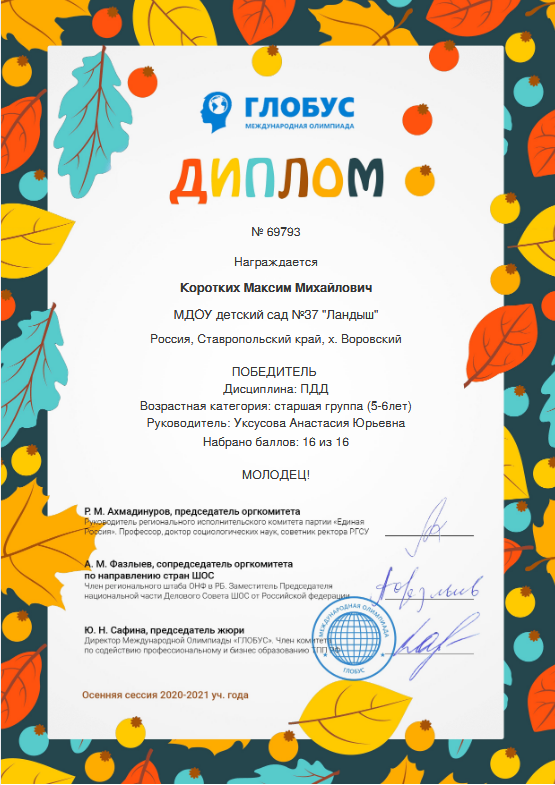 ГЛОБУС
МЕЖДУНАРОДНАЯ ОЛИМПИАДА
ДИПЛОМ
№ 69793
Награждается
Коротких Максим Михайлович
МДОУ детский сад №37 "Ландыш"
Россия, Ставропольский край, х. Воровский
ПОБЕДИТЕЛЬ
Дисциплина: ПДД
Возрастная категория: старшая группа (5-6лет)
Руководитель: Уксусова Анастасия Юрьевна
Набрано баллов: 16 из 16
МОЛОДЕЦ!
Р. М. Ахмадинуров, председатель оргкомитета
Руководитель регионального исполнительского комитета партии «Единая
Россия». Профессор, доктор социологических наук, советник ректора РГСУ
А. М. Фазлыев, сопредседатель оргкомитета
по направлению стран ШОС
Член регионального штаба ОНФ в РБ. Заместитель Председателя
национальной части Делового Совета ШОС от Российской федерации
Ю. Н. Сафина, председатель жюри
Директор Международной Олимпиады «ГЛОБУС». Член комитета
по содействию профессиональному и бизнес образованию ТПП РФ
МЕЖДУНАРОДНАЯ ОЛИМПИАДА
ГЛОБУС
Осенняя сессия 2020-2021 уч. года